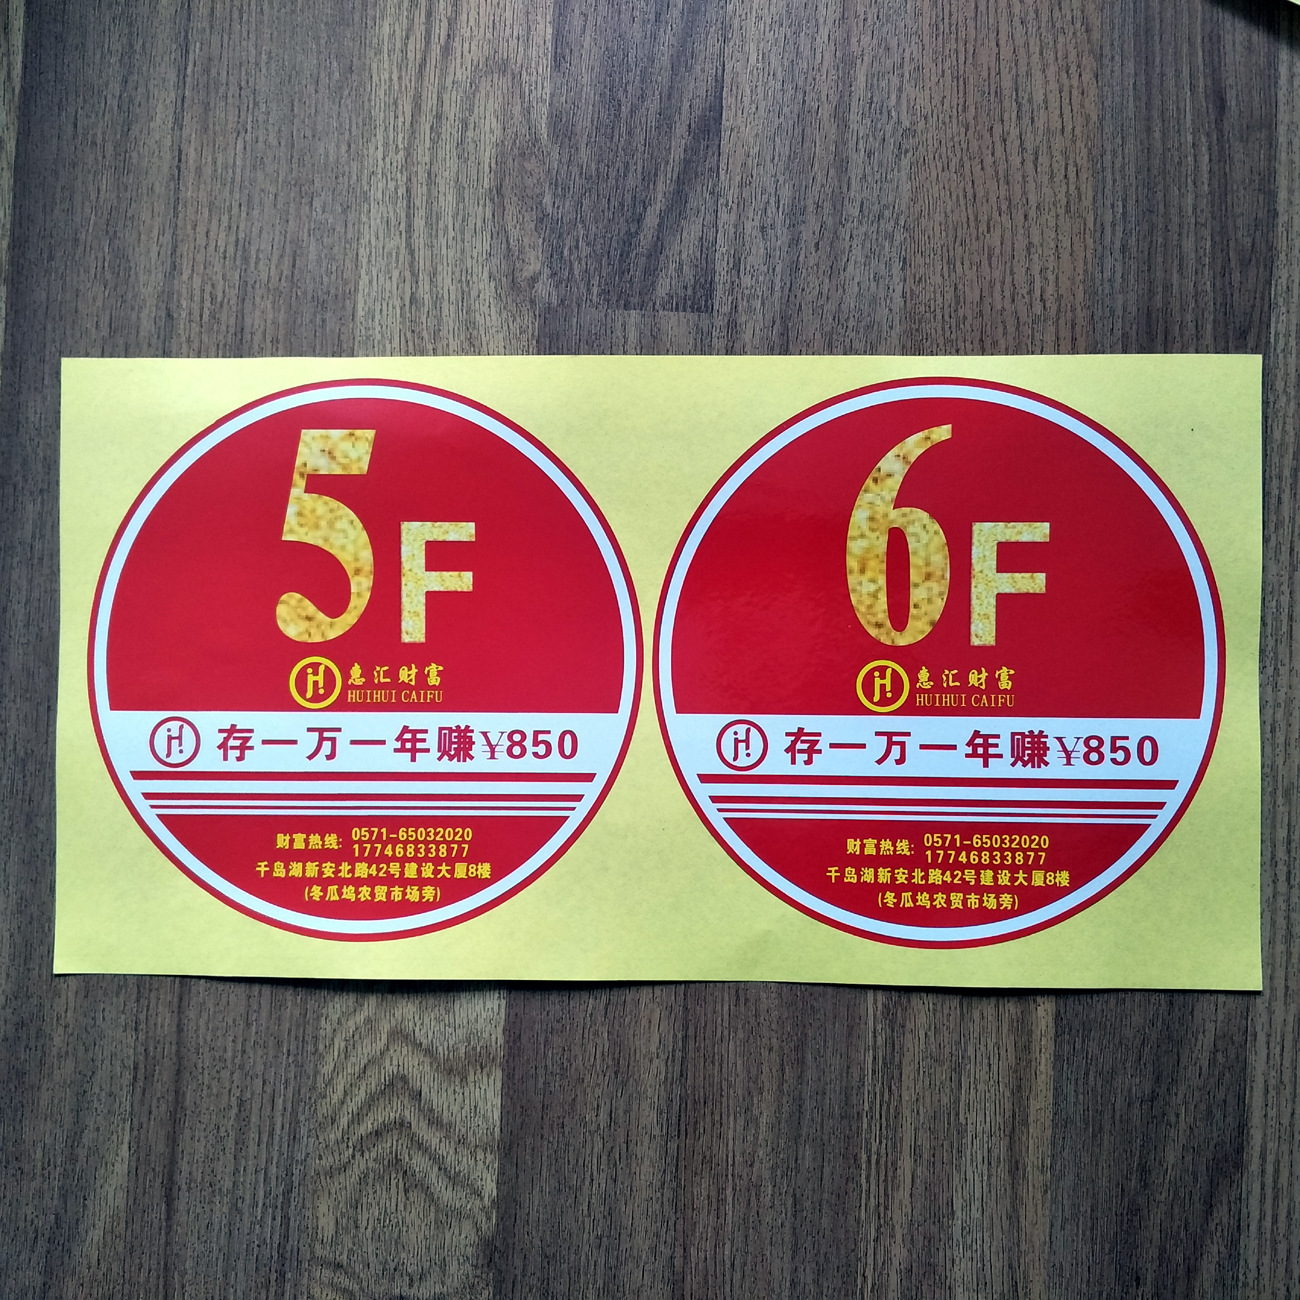 5F
惠汇财富
HUIHUI CAIFU
存一万一年赚¥850
财富热线: 0571-65032020
17746833877
千岛湖新安北路42号建设大厦8楼
(冬瓜坞农贸市场旁)
6F
惠汇财富
HUIHUI CAIFU
存一万一年赚¥850
财富热线: 0571-65032020
17746833877
千岛湖新安北路42号建设大厦8楼
(冬瓜坞农贸市场旁)